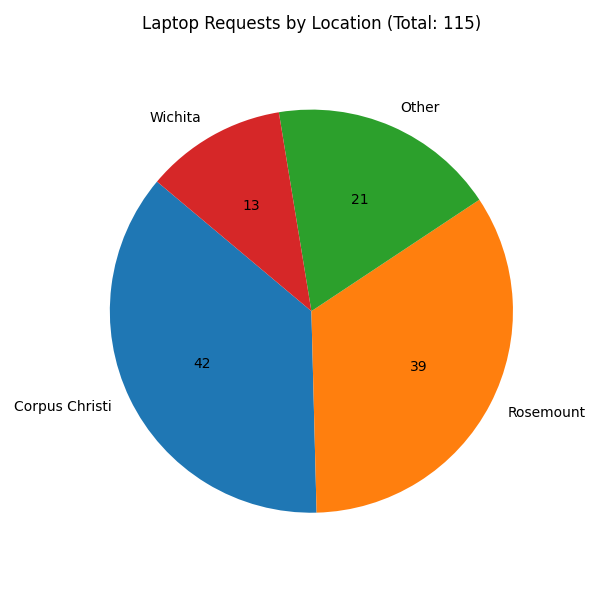 Laptop Requests by Location (Total: 115)
Other
Wichita
21
13
42
39
Corpus Christi
Rosemount